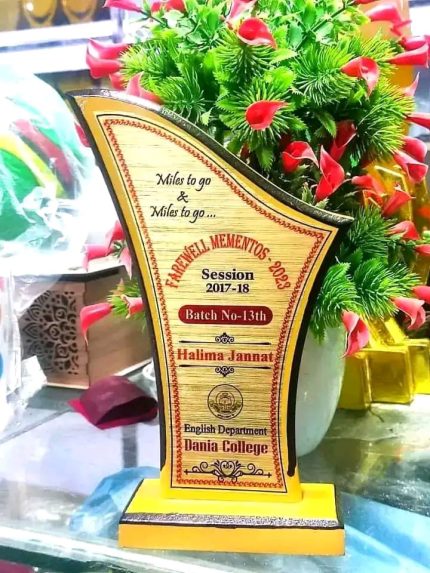 Miles to go
&
Miles to go...
FAREWELL MEMENTOS, 2023
Session
2017-18
Batch No-13th
Halima Jannat
English Department
Dania College